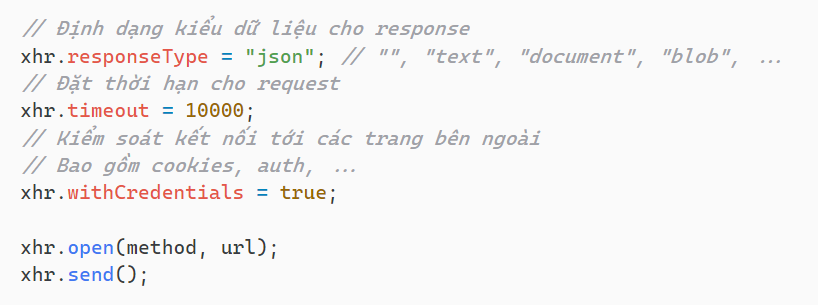 // Định dạng kiểu dữ liệu cho response
xhr.responseType = "json"; // "", "text", "document", "blob", ...
// Đặt thời hạn cho request
xhr.timeout = 10000;
// Kiểm soát kết nối tới các trang bên ngoài
// Bao gồm cookies, auth, ...
xhr.withCredentials = true;
xhr.open(method, url);
xhr.send();